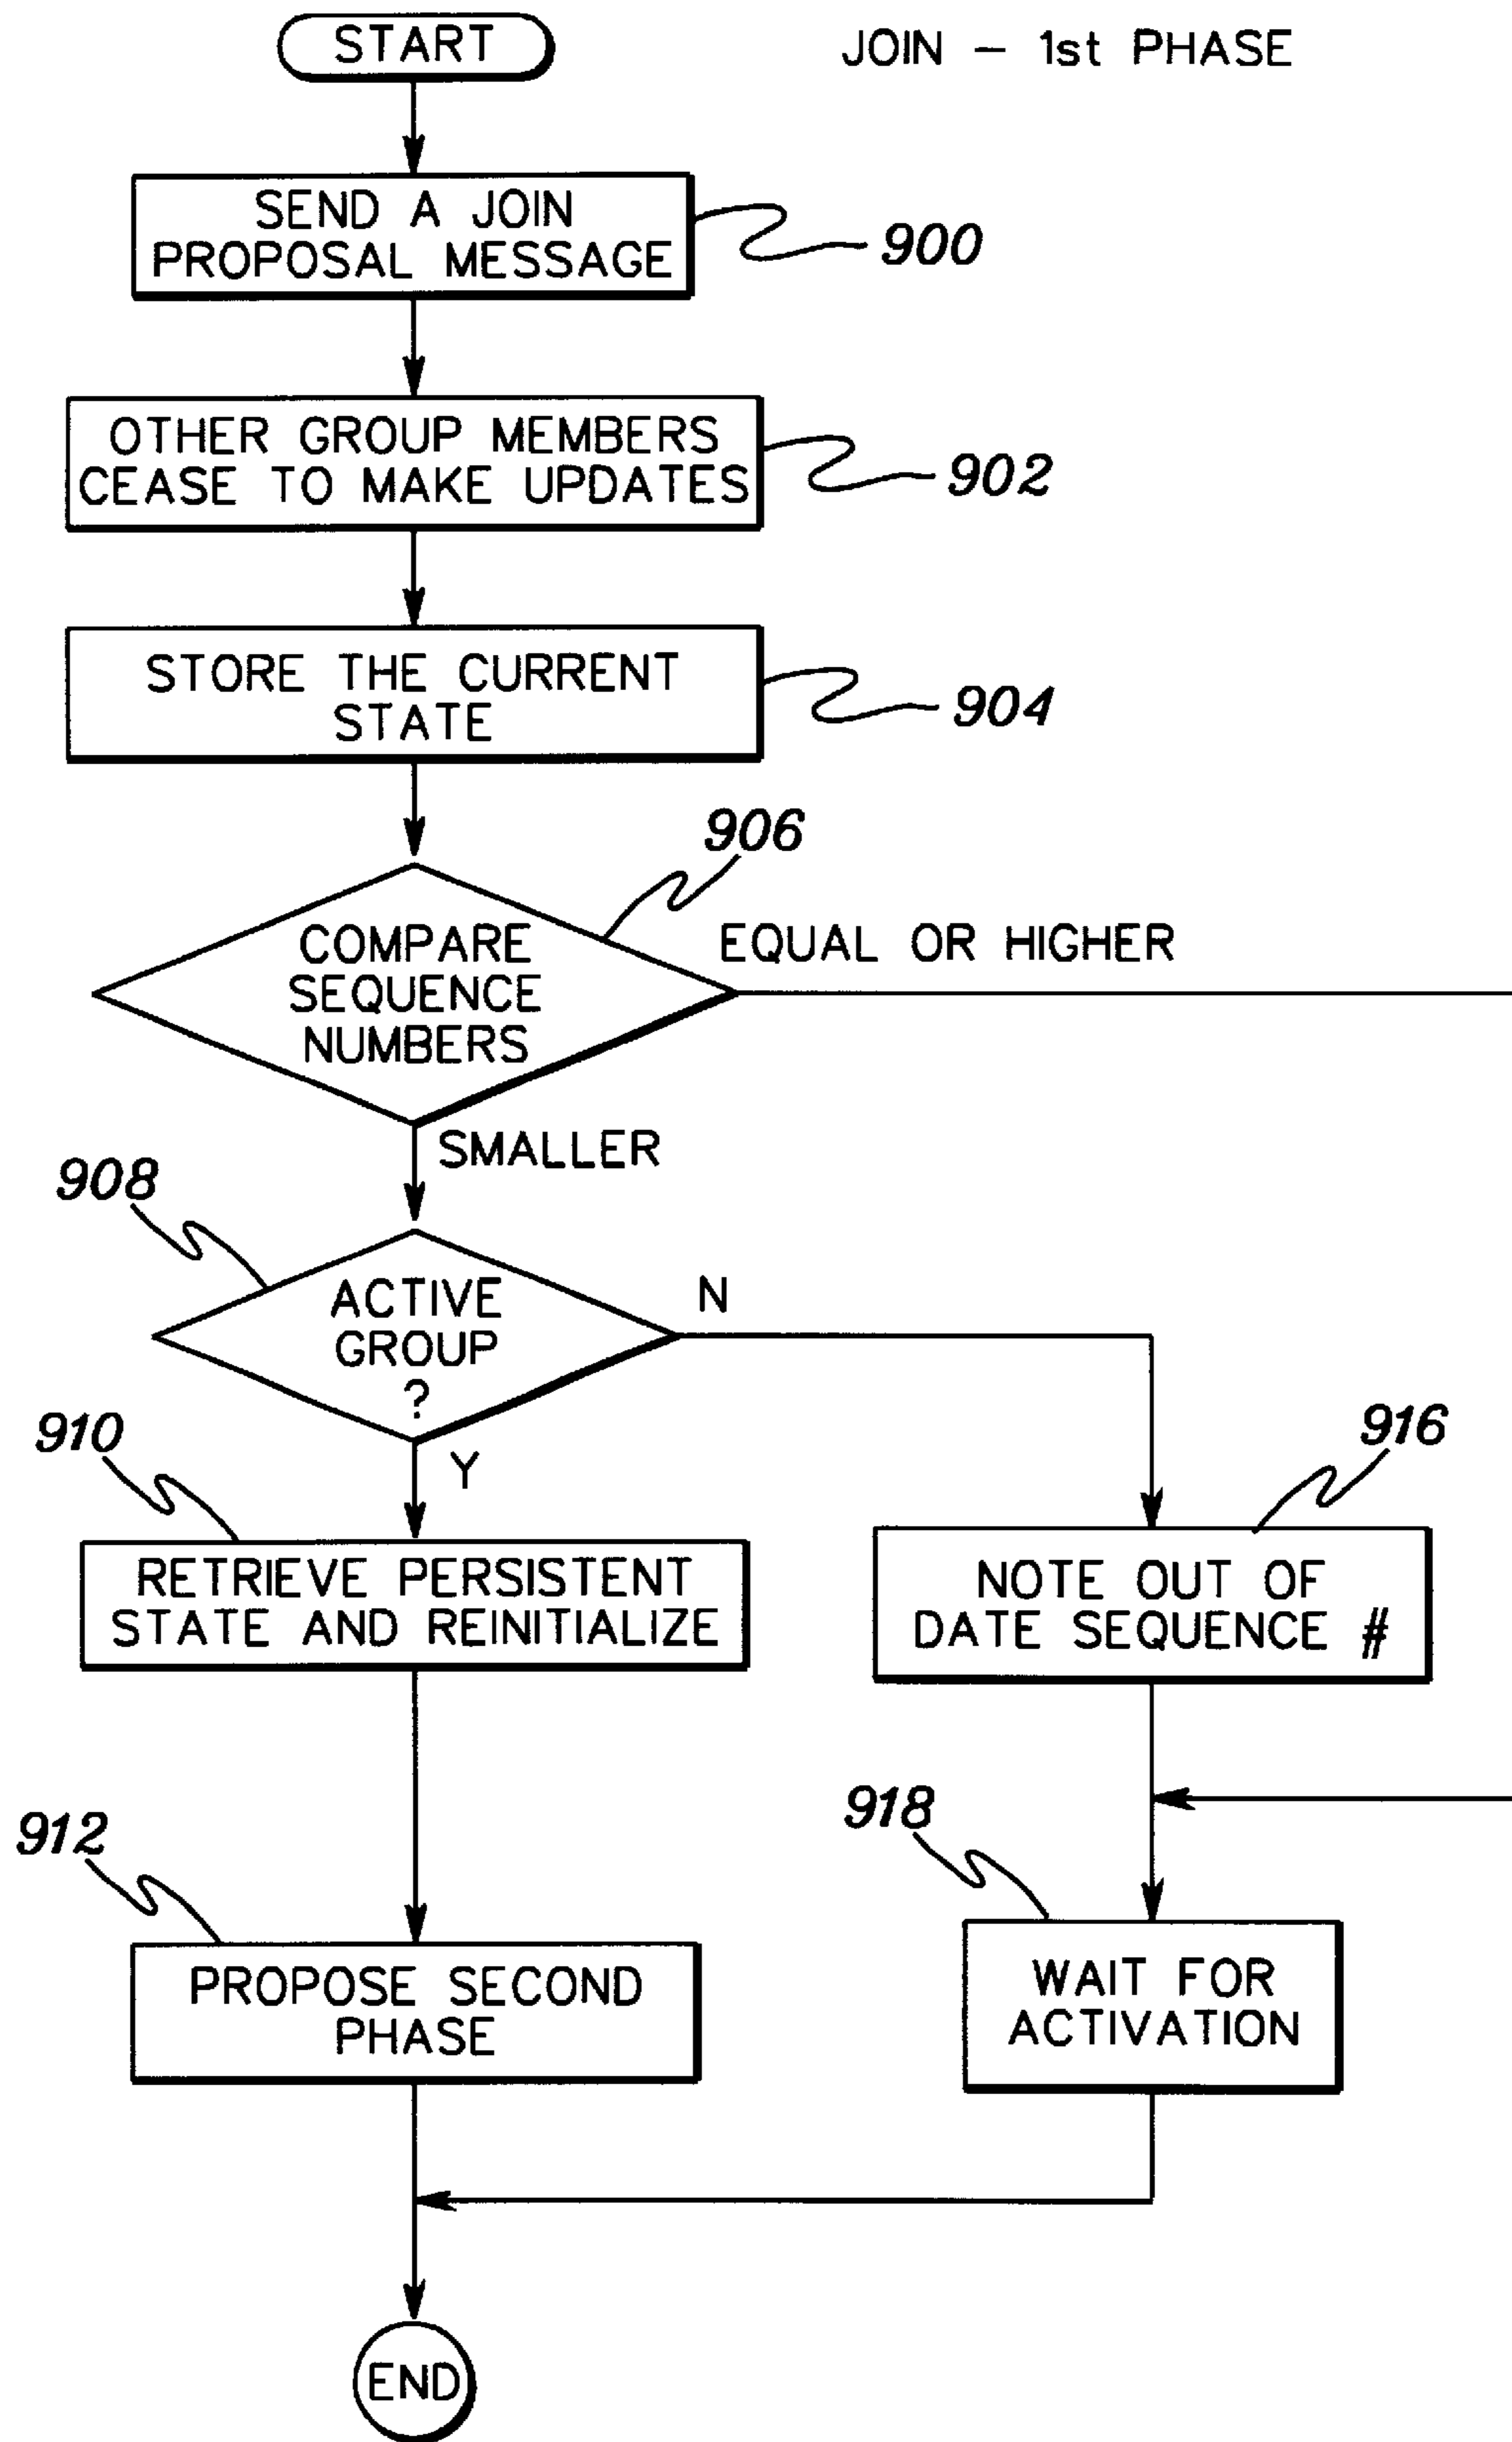 START
JOIN – 1st PHASE
SEND A JOIN
PROPOSAL MESSAGE
900
OTHER GROUP MEMBERS
CEASE TO MAKE UPDATES
902
STORE THE CURRENT
STATE
904
906
COMPARE
SEQUENCE
NUMBERS
EQUAL OR HIGHER
SMALLER
908
ACTIVE
GROUP
?
N
Y
910
RETRIEVE PERSISTENT
STATE AND REINITIALIZE
916
NOTE OUT OF
DATE SEQUENCE #
912
PROPOSE SECOND
PHASE
918
WAIT FOR
ACTIVATION
END